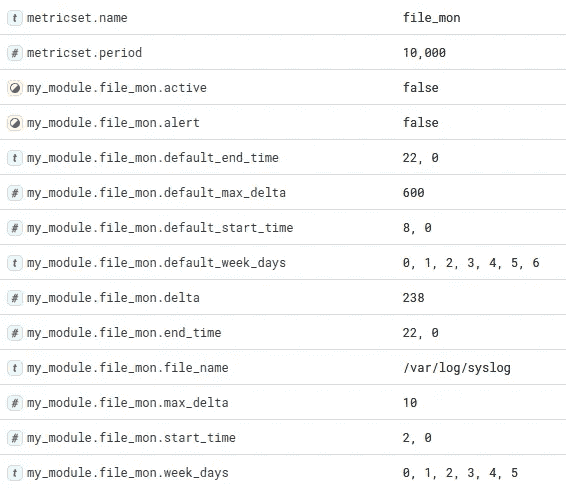 t metricset.name file_mon
# metricset.period 10,000
my_module.file_mon.active false
my_module.file_mon.alert false
t my_module.file_mon.default_end_time 22, 0
# my_module.file_mon.default_max_delta 600
# my_module.file_mon.default_start_time 8, 0
t my_module.file_mon.default_week_days 0, 1, 2, 3, 4, 5, 6
# my_module.file_mon.delta 238
# my_module.file_mon.end_time 22, 0
t my_module.file_mon.file_name /var/log/syslog
# my_module.file_mon.max_delta 10
# my_module.file_mon.start_time 2, 0
t my_module.file_mon.week_days 0, 1, 2, 3, 4, 5